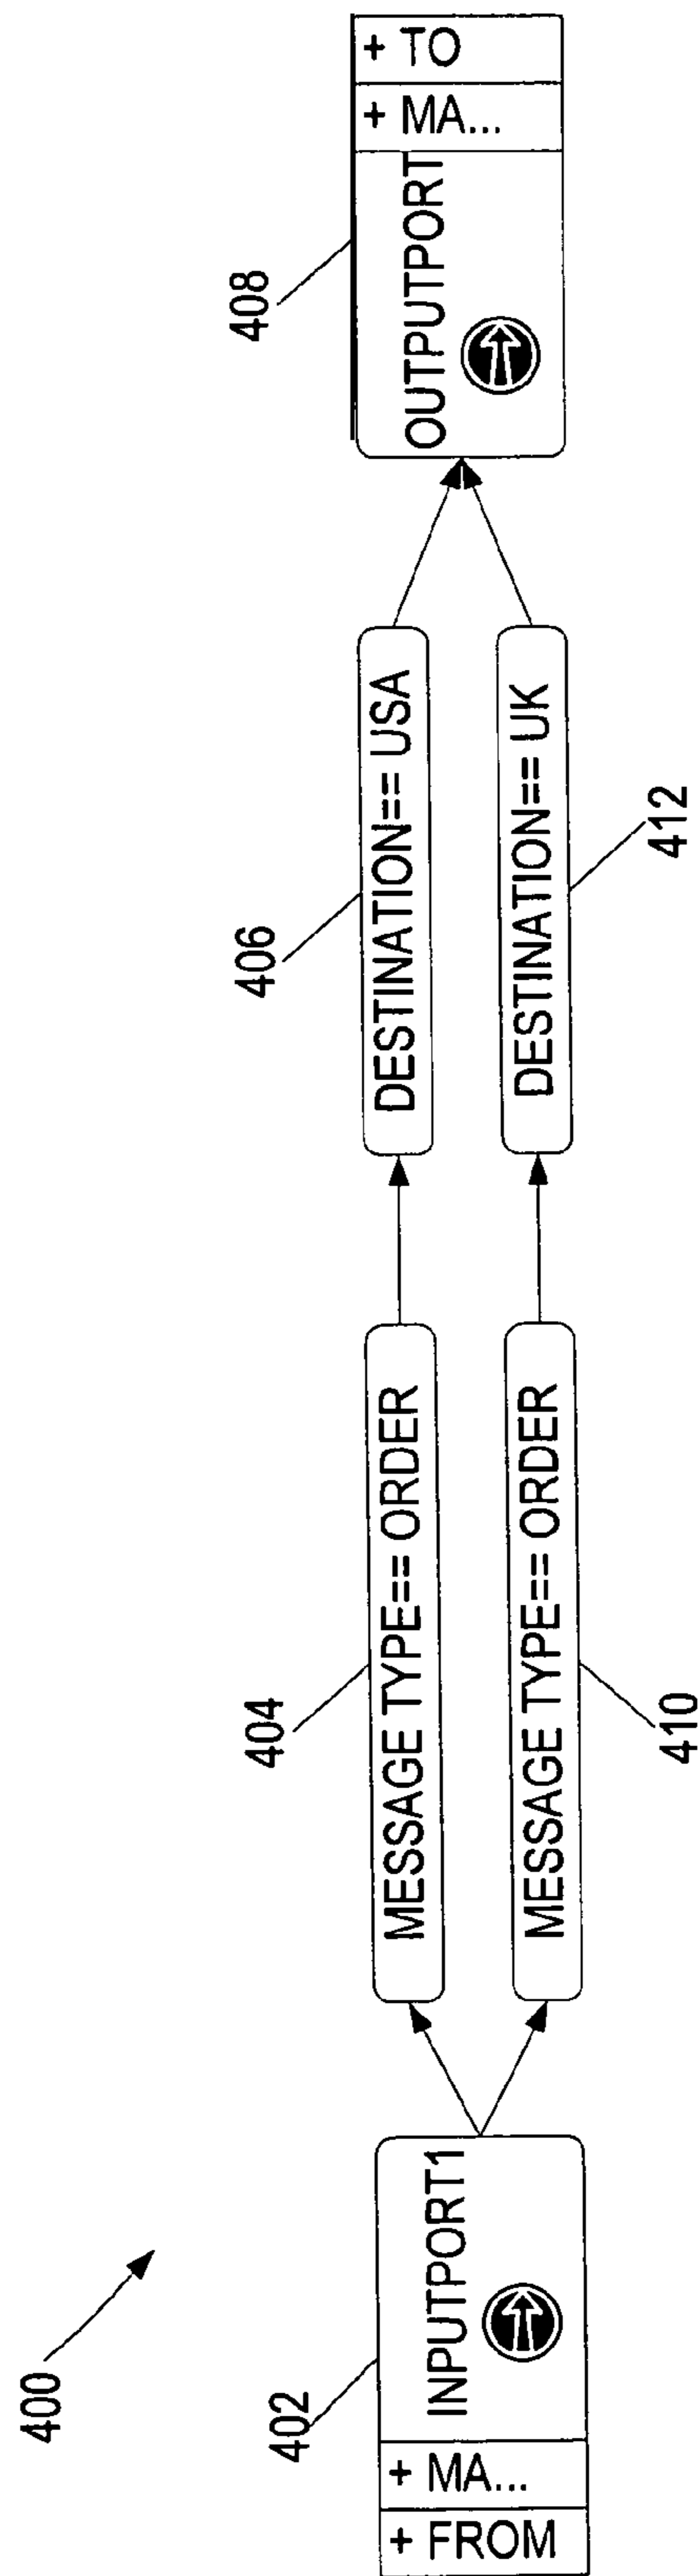 400
402
+ FROM
+ MA...
INPUTPORT1
404
MESSAGE TYPE== ORDER
406
DESTINATION== USA
410
MESSAGE TYPE== ORDER
412
DESTINATION== UK
408
OUTPUTPORT
+ MA...
+ TO